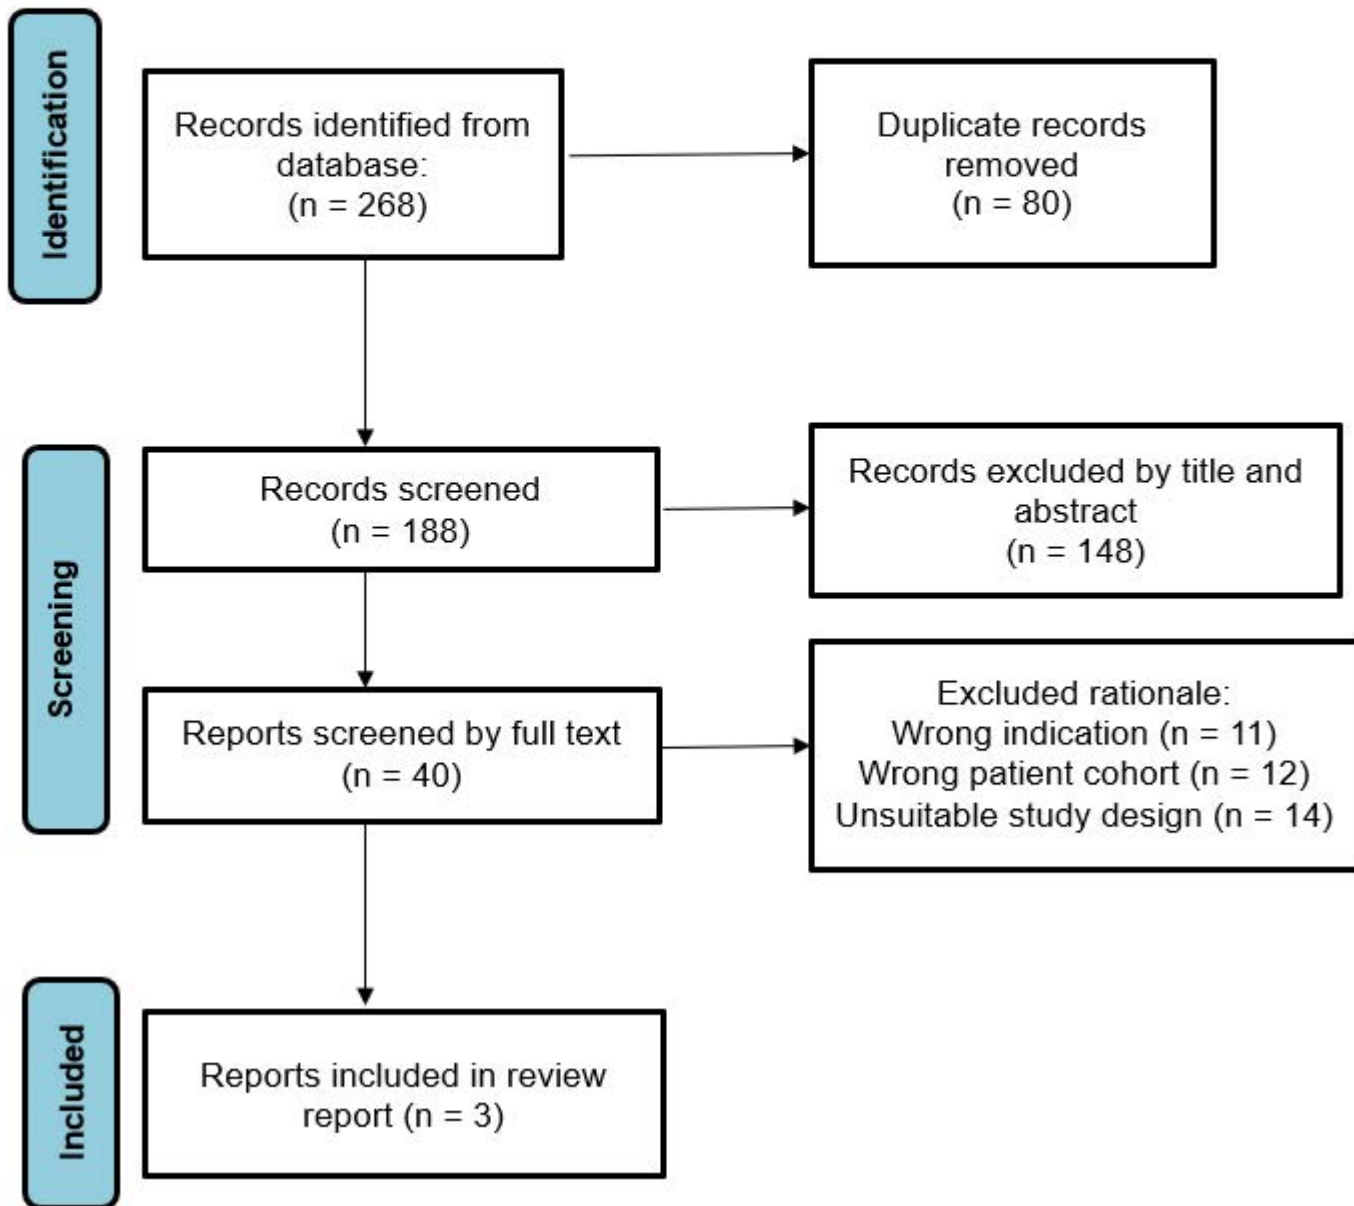 Identification
Records identified from
database:
(n = 268)
Duplicate records
removed
(n = 80)
Screening
Records screened
(n = 188)
Records excluded by title and
abstract
(n = 148)
Reports screened by full text
(n = 40)
Excluded rationale:
Wrong indication (n = 11)
Wrong patient cohort (n = 12)
Unsuitable study design (n = 14)
Included
Reports included in review
report (n = 3)